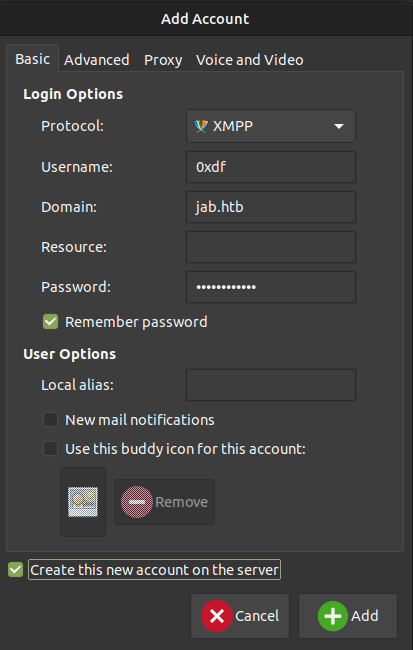 Add Account
Basic Advanced Proxy Voice and Video
Login Options
Protocol: XMPP
Username: 0xdf
Domain: jab.htb
Resource:
Password: ••••••••••••
Remember password
User Options
Local alias:
New mail notifications
Use this buddy icon for this account:
Remove
Create this new account on the server
Cancel Add